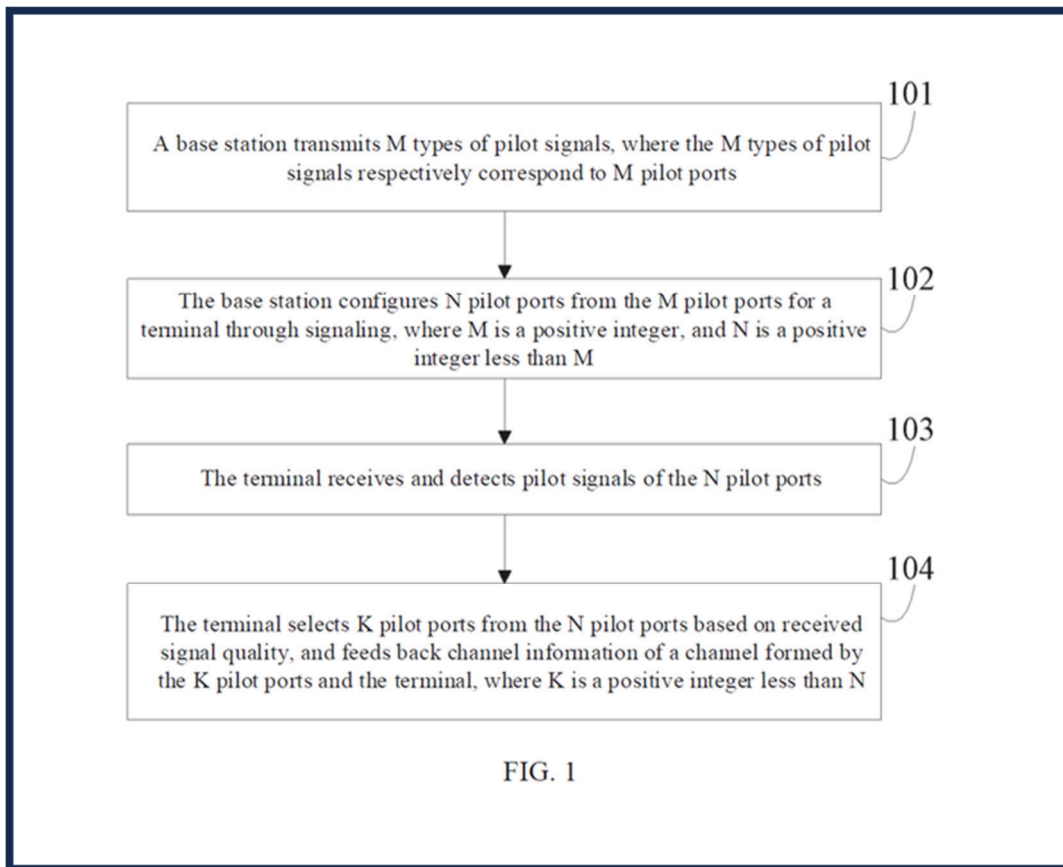 101
A base station transmits M types of pilot signals, where the M types of pilot
signals respectively correspond to M pilot ports
102
The base station configures N pilot ports from the M pilot ports for a
terminal through signaling, where M is a positive integer, and N is a positive
integer less than M
103
The terminal receives and detects pilot signals of the N pilot ports
104
The terminal selects K pilot ports from the N pilot ports based on received
signal quality, and feeds back channel information of a channel formed by
the K pilot ports and the terminal, where K is a positive integer less than N
FIG. 1